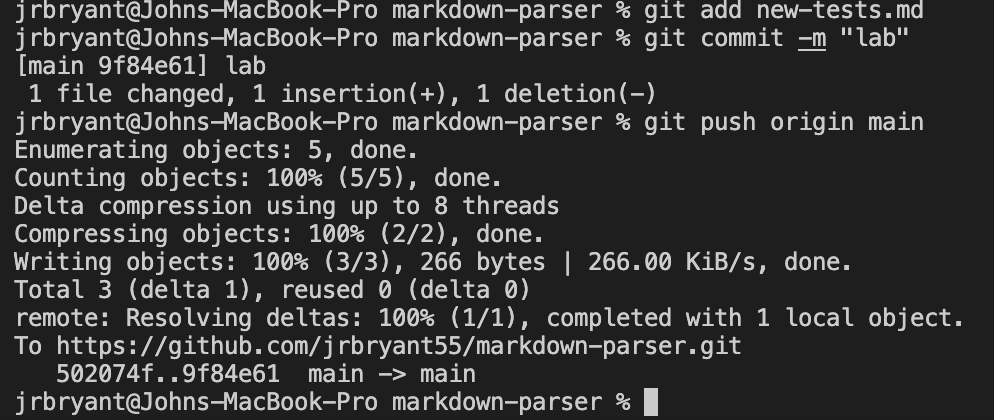 jrbryant@Johns-MacBook-Pro markdown-parser % git add new-tests.md
jrbryant@Johns-MacBook-Pro markdown-parser % git commit -m "lab"
[main 9f84e61] lab
 1 file changed, 1 insertion(+), 1 deletion(-)
jrbryant@Johns-MacBook-Pro markdown-parser % git push origin main
Enumerating objects: 5, done.
Counting objects: 100% (5/5), done.
Delta compression using up to 8 threads
Compressing objects: 100% (2/2), done.
Writing objects: 100% (3/3), 266 bytes | 266.00 KiB/s, done.
Total 3 (delta 1), reused 0 (delta 0)
remote: Resolving deltas: 100% (1/1), completed with 1 local object.
To https://github.com/jrbryant55/markdown-parser.git
   502074f..9f84e61  main -> main
jrbryant@Johns-MacBook-Pro markdown-parser %